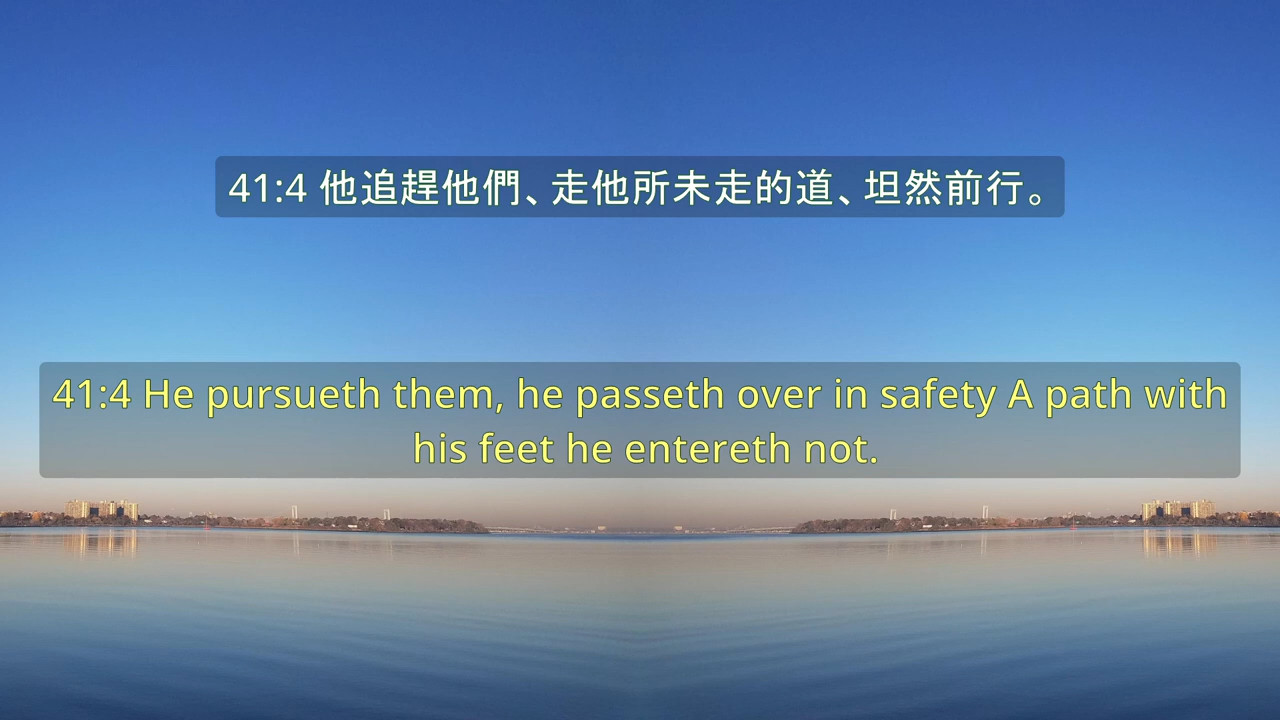 41:4 他追趕他們、走他所未走的道、坦然前行。
41:4 He pursueth them, he passeth over in safety A path with
his feet he entereth not.